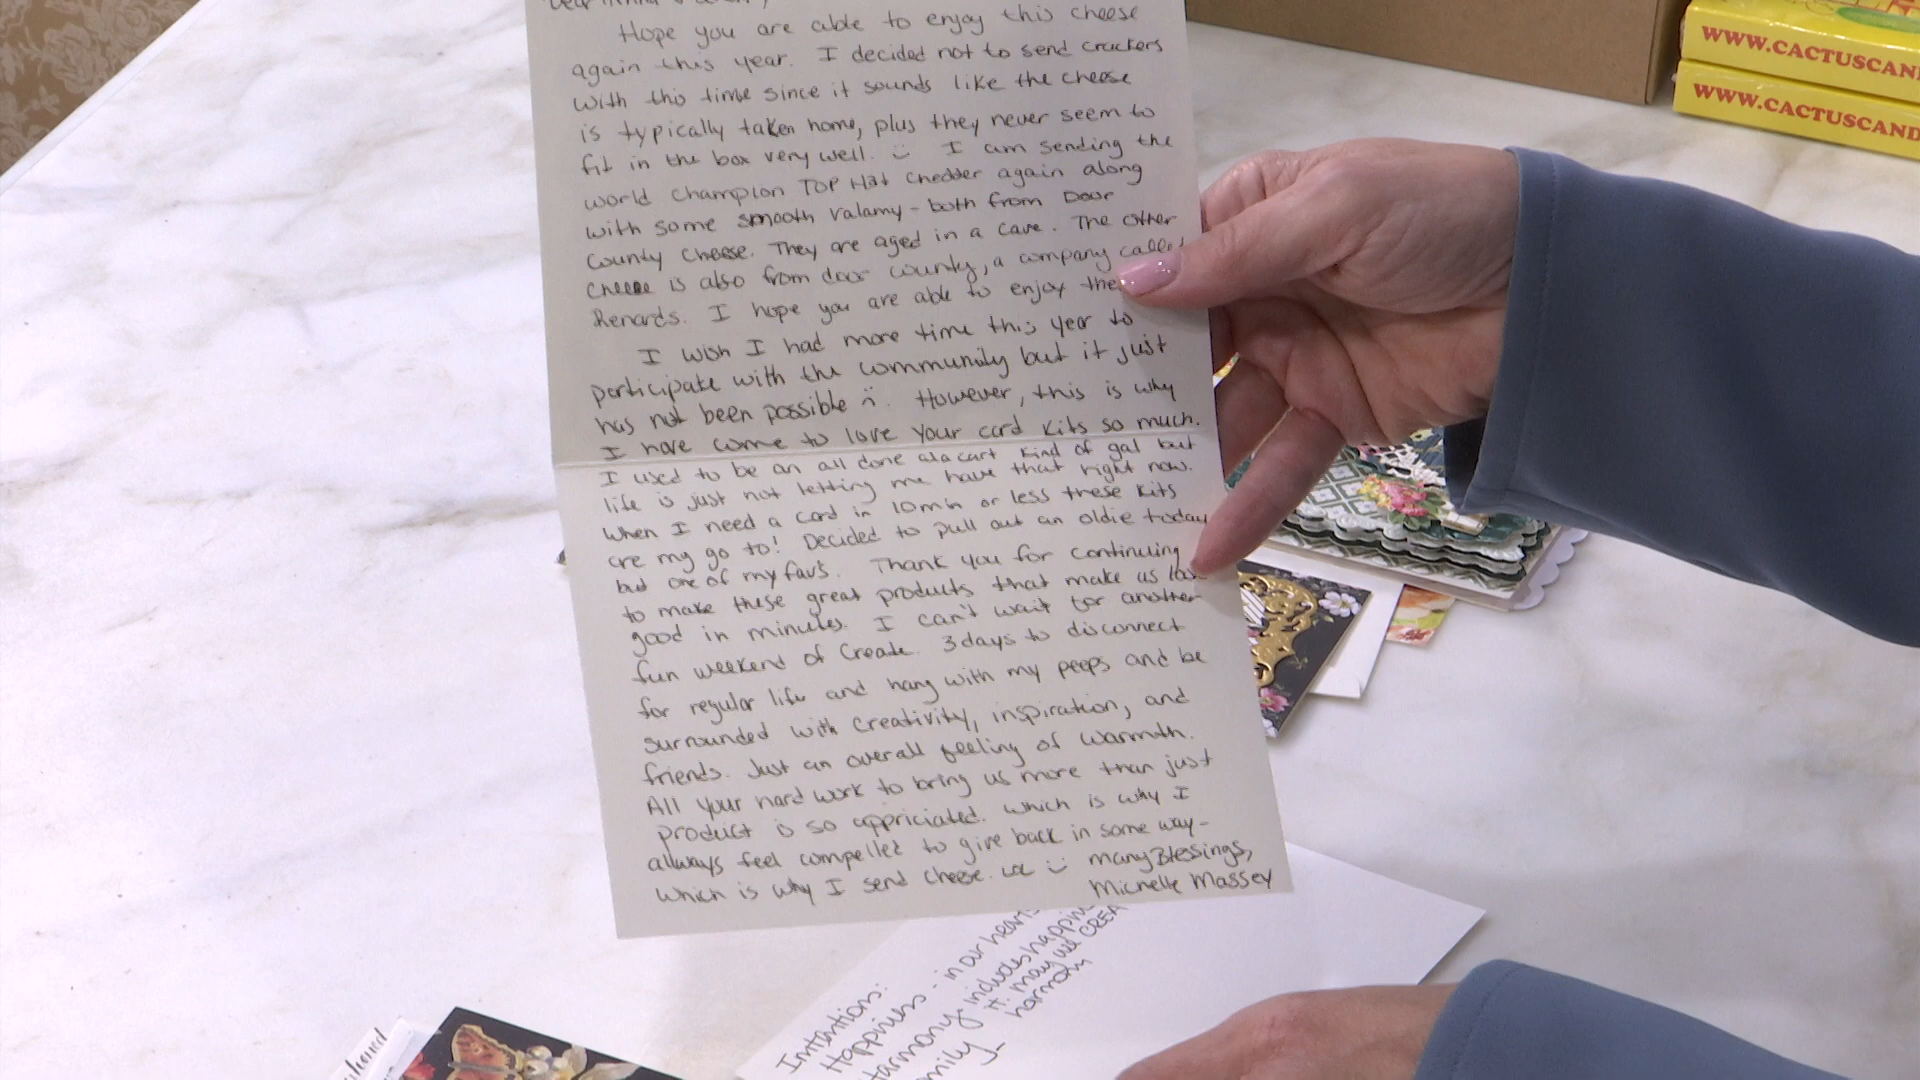 Dear
Hope you are able to enjoy this cheese
again this year. I decided not to send crackers
with this time since it sounds like the cheese
is typically taken home, plus they never seem to
fit in the box very well. I am sending the
world champion TOP Hat chedder again along
with some smooth valamy - both from Door
County Cheese. They are aged in a cave. The other
cheese is also from door county, a company called
Renards. I hope you are able to enjoy the
I wish I had more time this year to
participate with the community but it just
has not been possible. However, this is why
I have come to love your card kits so much.
I used to be an all done ala cart kind of gal but
life is just not letting me have that right now.
When I need a card in 10min or less these kits
are my go to! Decided to pull out an oldie today
but one of my fav's. Thank you for continuing
to make these great products that make us look
good in minutes. I can't wait for another
fun weekend of Create. 3 days to disconnect
for regular life and hang with my peeps and be
surrounded with creativity, inspiration, and
friends. Just an overall feeling of warmth.
All your hard work to bring us more than just
product is so appriciated. Which is why I
allways feel compelled to give back in some way-
which is why I send cheese. Many Blessings,
Michelle Massey
WWW.CACTUSCAN
WWW.CACTUSCAND
Intentions:
Happiness - in our hearts
Harmony includes happin
it. may we CREA
harmony
mily